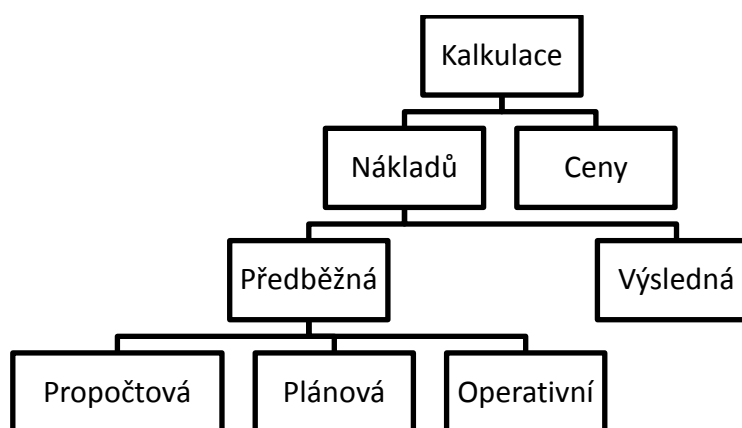 Kalkulace
Nákladů
Ceny
Předběžná
Výsledná
Propočtová
Plánová
Operativní